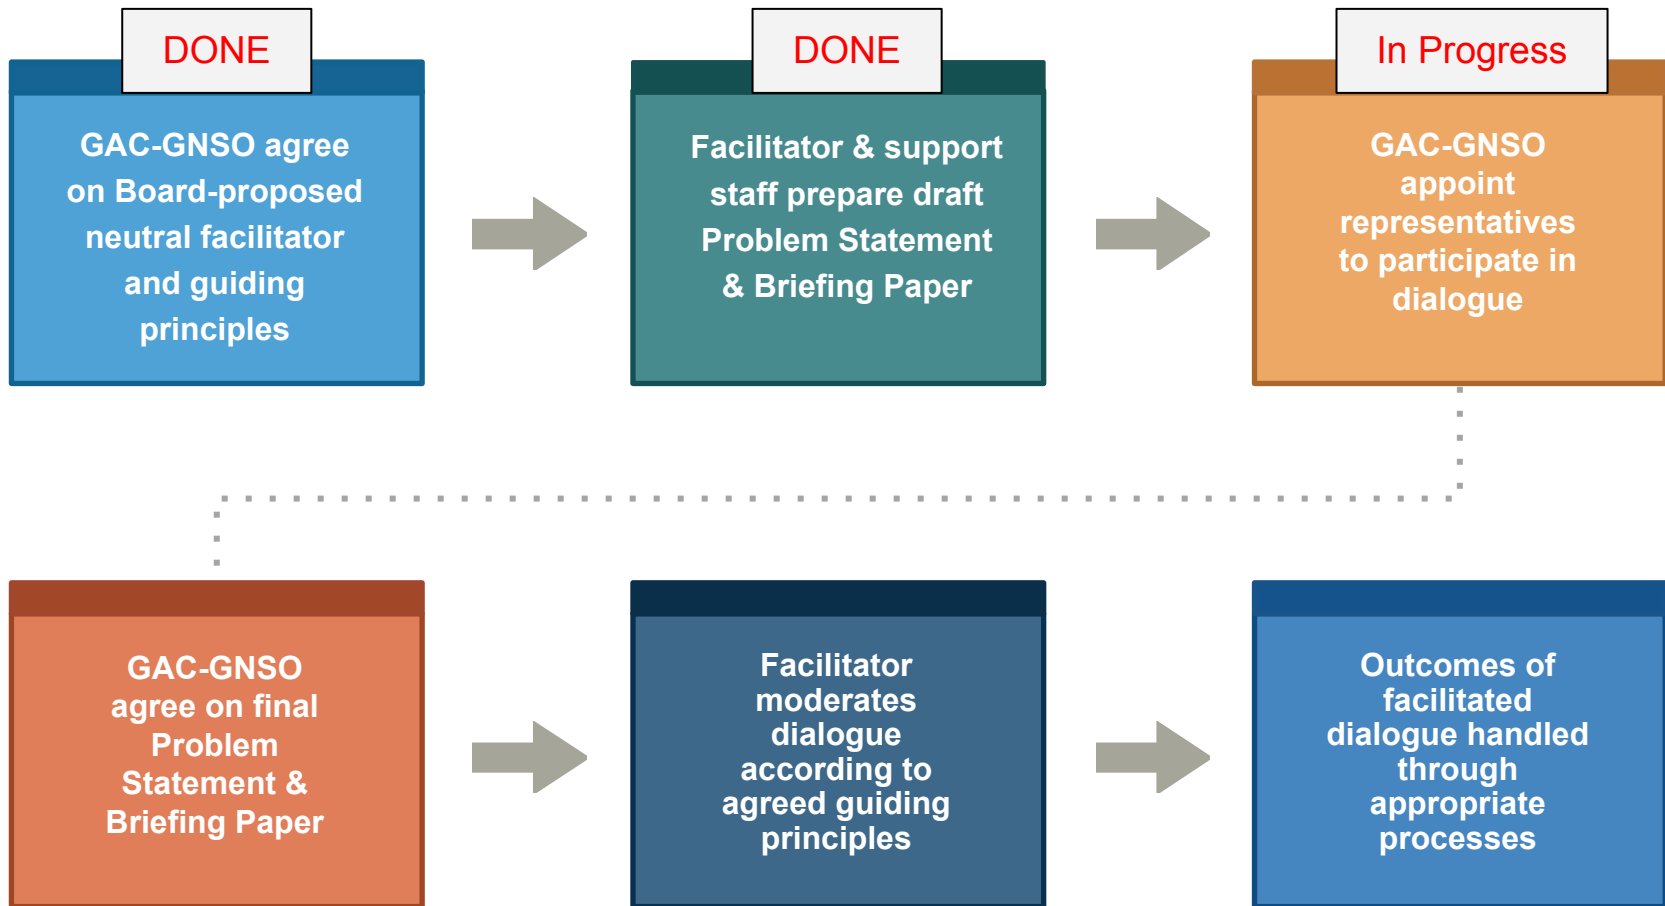 DONE
GAC-GNSO agree
on Board-proposed
neutral facilitator
and guiding
principles
DONE
Facilitator & support
staff prepare draft
Problem Statement
& Briefing Paper
In Progress
GAC-GNSO
appoint
representatives
to participate in
dialogue
GAC-GNSO
agree on final
Problem
Statement &
Briefing Paper
Facilitator
moderates
dialogue
according to
agreed guiding
principles
Outcomes of
facilitated
dialogue handled
through
appropriate
processes